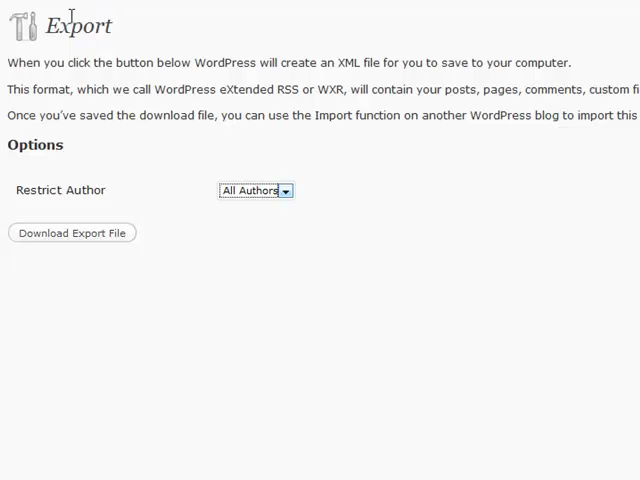 Export
When you click the button below WordPress will create an XML file for you to save to your computer.
This format, which we call WordPress eXtended RSS or WXR, will contain your posts, pages, comments, custom fi
Once you've saved the download file, you can use the Import function on another WordPress blog to import this
Options
Restrict Author All Authors
Download Export File